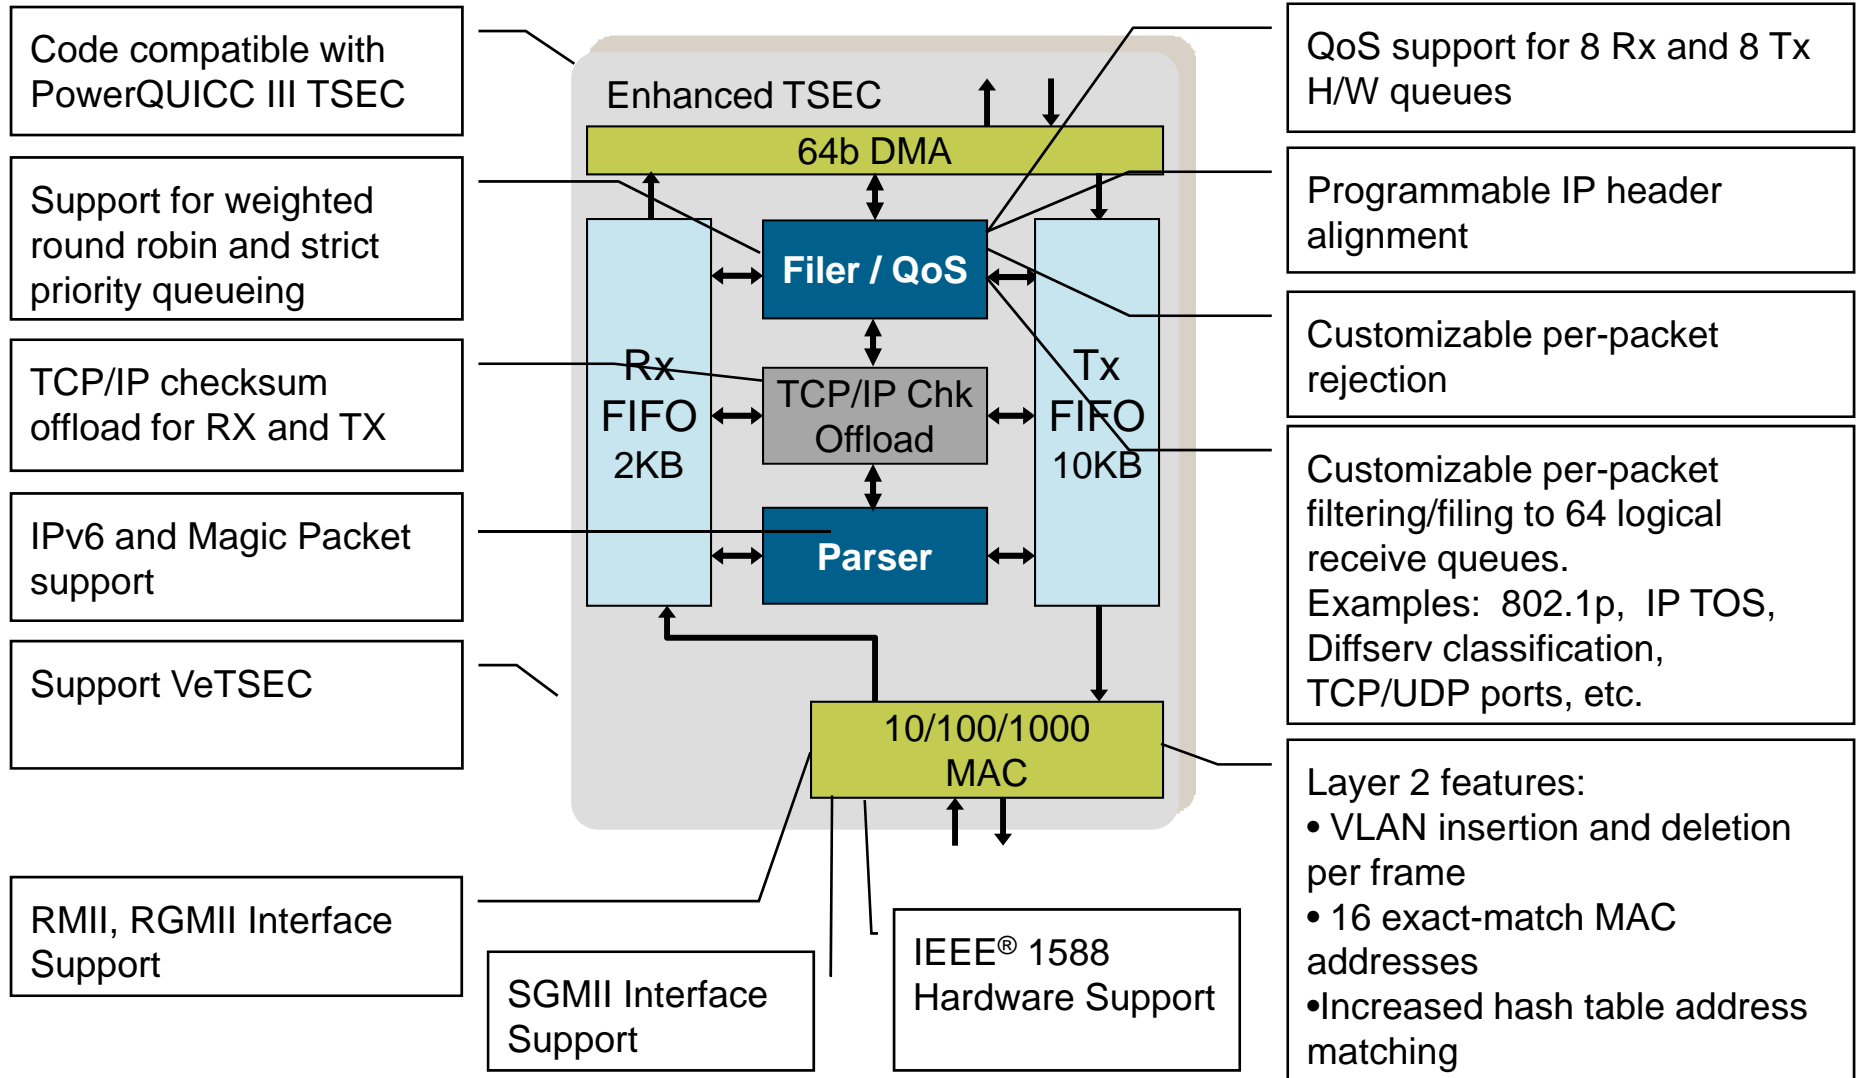 Code compatible with
PowerQUICC III TSEC
Support for weighted
round robin and strict
priority queueing
TCP/IP checksum
offload for RX and TX
IPv6 and Magic Packet
support
Support VeTSEC
RMII, RGMII Interface
Support
SGMII Interface
Support
IEEE® 1588
Hardware Support
Enhanced TSEC
64b DMA
Filer / QoS
Rx
FIFO
2KB
TCP/IP Chk
Offload
Tx
FIFO
10KB
Parser
10/100/1000
MAC
QoS support for 8 Rx and 8 Tx
H/W queues
Programmable IP header
alignment
Customizable per-packet
rejection
Customizable per-packet
filtering/filing to 64 logical
receive queues.
Examples: 802.1p, IP TOS,
Diffserv classification,
TCP/UDP ports, etc.
Layer 2 features:
• VLAN insertion and deletion
per frame
• 16 exact-match MAC
addresses
•Increased hash table address
matching